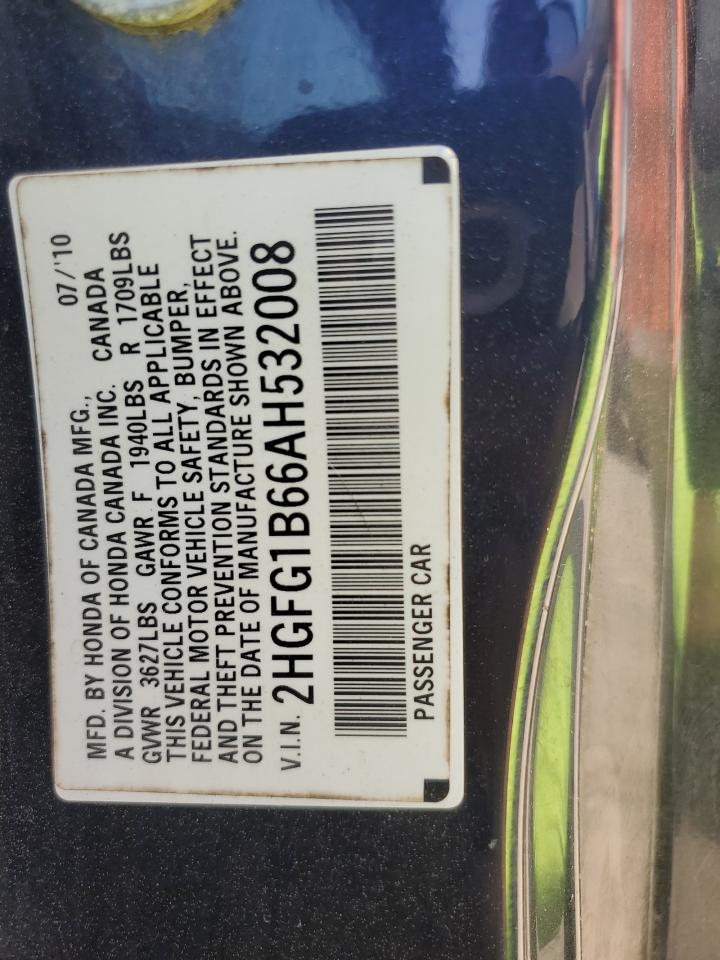 MFD. BY HONDA OF CANADA MFG., 07/'10
A DIVISION OF HONDA CANADA INC. CANADA
GVWR 3627LBS GAWR F 1940LBS R 1709LBS
THIS VEHICLE CONFORMS TO ALL APPLICABLE
FEDERAL MOTOR VEHICLE SAFETY, BUMPER,
AND THEFT PREVENTION STANDARDS IN EFFECT
ON THE DATE OF MANUFACTURE SHOWN ABOVE.
V.I.N. 2HGFG1B66AH532008
PASSENGER CAR